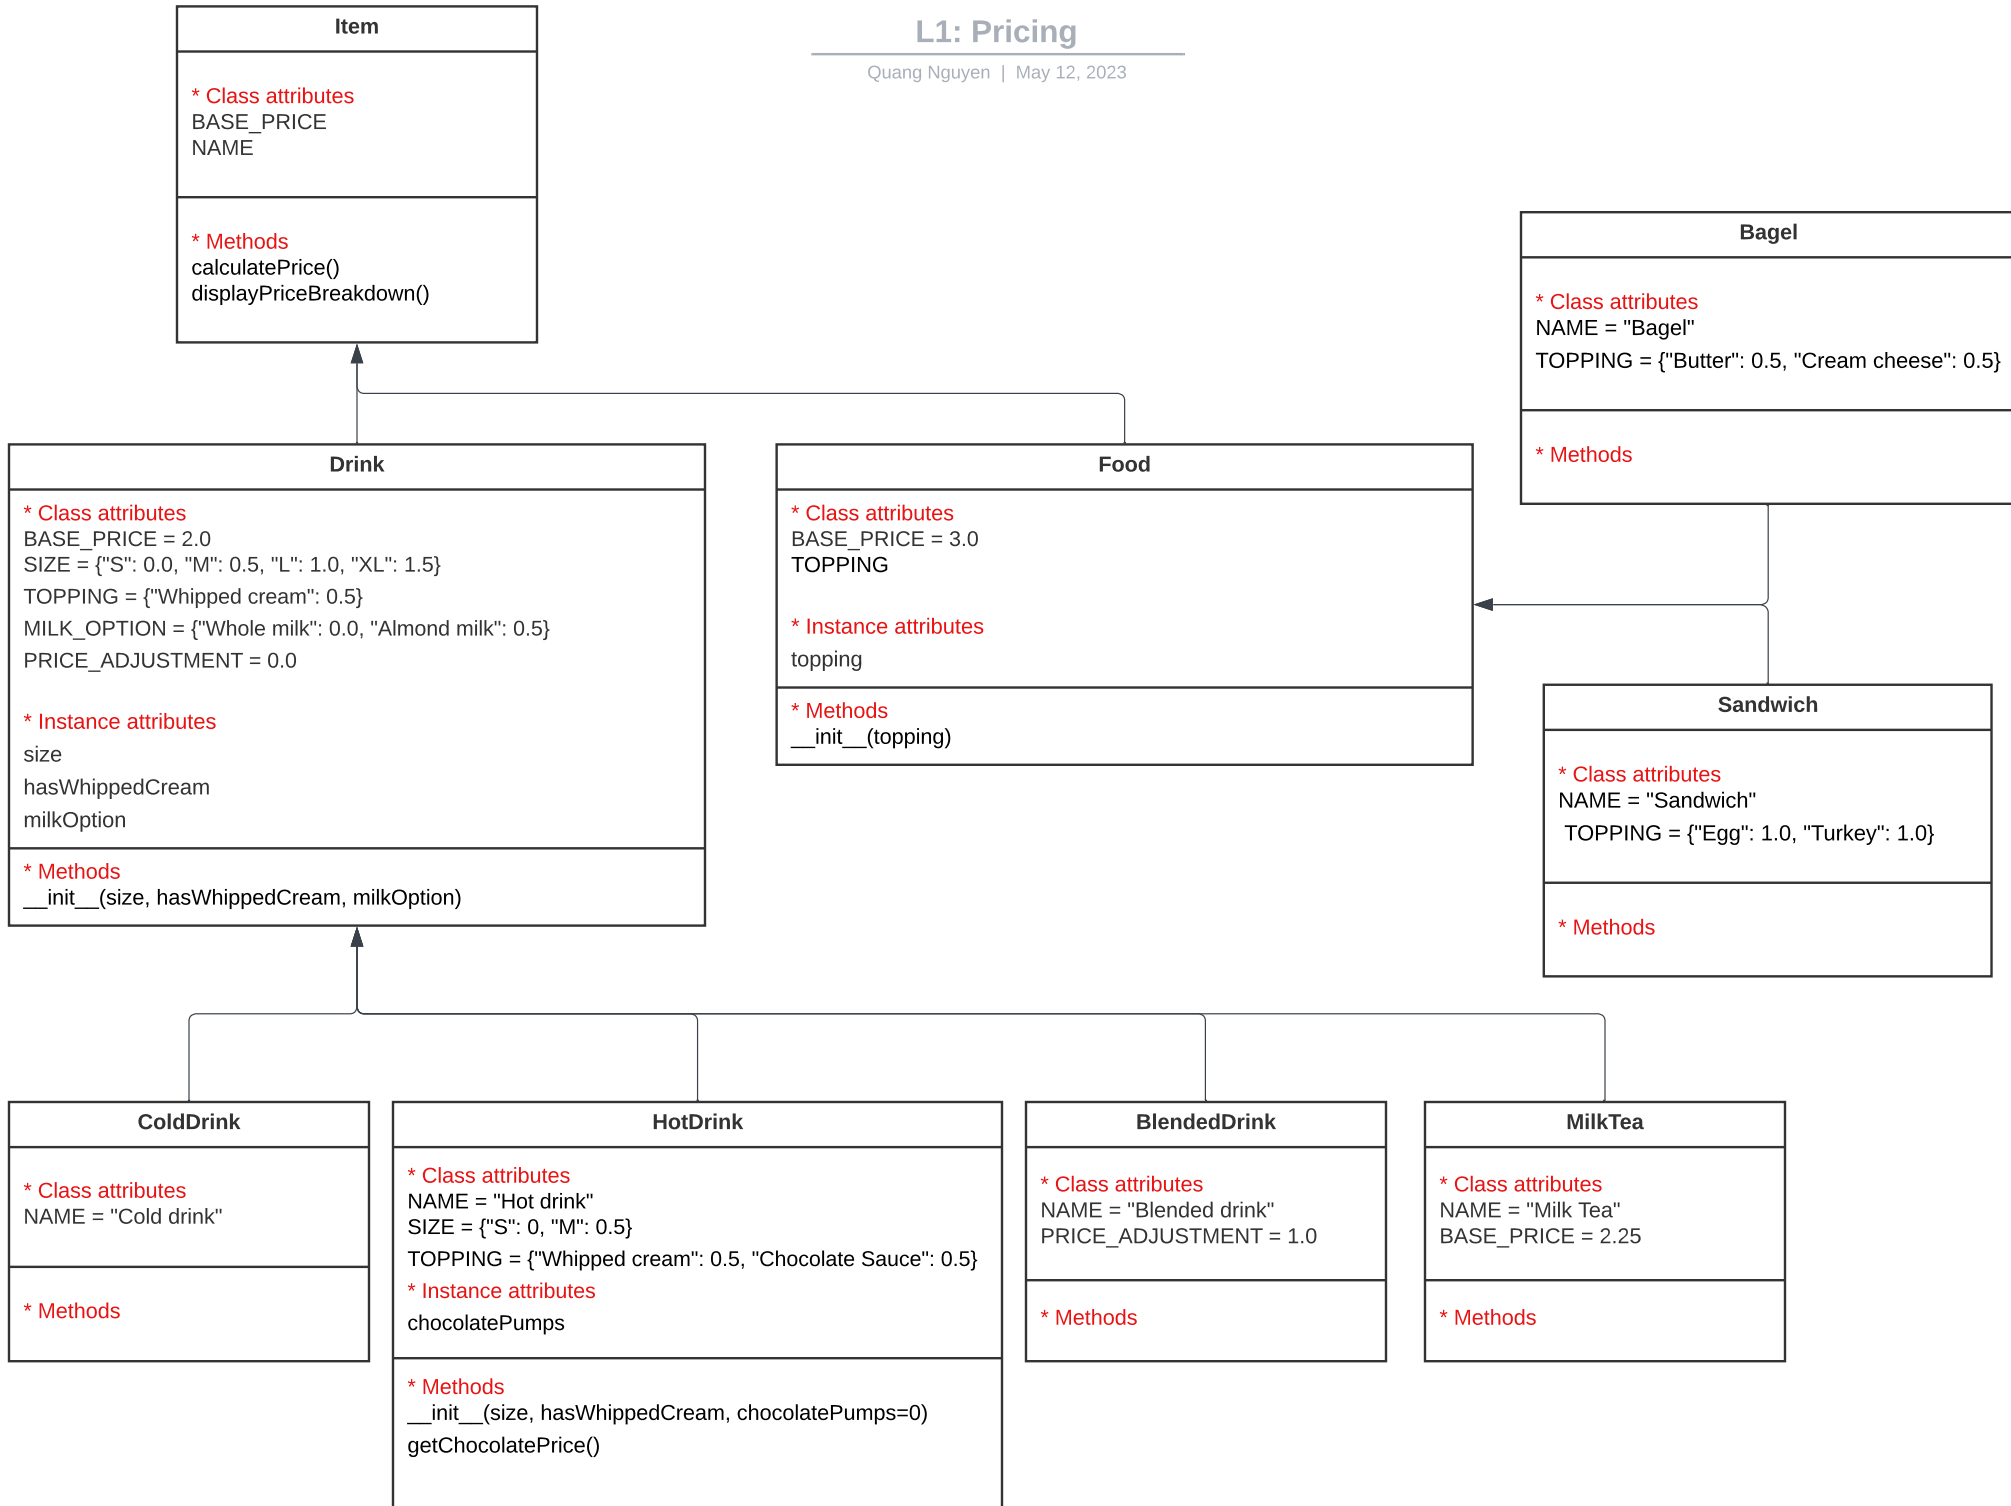 L1: Pricing
Quang Nguyen | May 12, 2023
Item
* Class attributes
BASE_PRICE
NAME
* Methods
calculatePrice()
displayPriceBreakdown()
Bagel
* Class attributes
NAME = "Bagel"
TOPPING = {"Butter": 0.5, "Cream cheese": 0.5}
* Methods
Drink
* Class attributes
BASE_PRICE = 2.0
SIZE = {"S": 0.0, "M": 0.5, "L": 1.0, "XL": 1.5}
TOPPING = {"Whipped cream": 0.5}
MILK_OPTION = {"Whole milk": 0.0, "Almond milk": 0.5}
PRICE_ADJUSTMENT = 0.0
* Instance attributes
size
hasWhippedCream
milkOption
* Methods
__init__(size, hasWhippedCream, milkOption)
Food
* Class attributes
BASE_PRICE = 3.0
TOPPING
* Instance attributes
topping
* Methods
__init__(topping)
Sandwich
* Class attributes
NAME = "Sandwich"
TOPPING = {"Egg": 1.0, "Turkey": 1.0}
* Methods
ColdDrink
* Class attributes
NAME = "Cold drink"
* Methods
HotDrink
* Class attributes
NAME = "Hot drink"
SIZE = {"S": 0, "M": 0.5}
TOPPING = {"Whipped cream": 0.5, "Chocolate Sauce": 0.5}
* Instance attributes
chocolatePumps
* Methods
__init__(size, hasWhippedCream, chocolatePumps=0)
getChocolatePrice()
BlendedDrink
* Class attributes
NAME = "Blended drink"
PRICE_ADJUSTMENT = 1.0
* Methods
MilkTea
* Class attributes
NAME = "Milk Tea"
BASE_PRICE = 2.25
* Methods